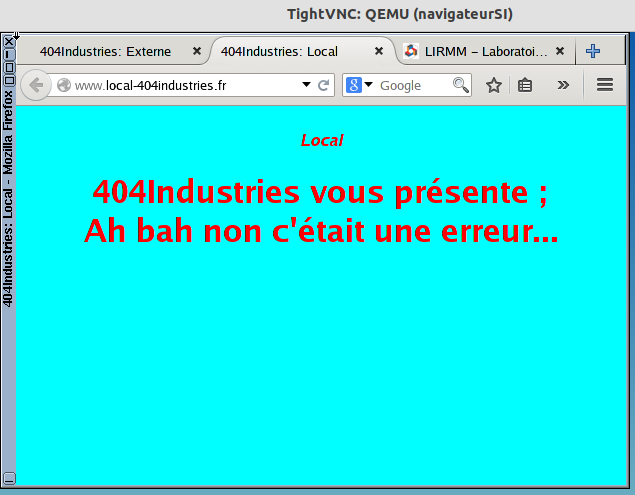 TightVNC: QEMU (navigateurSI)
404Industries: Local - Mozilla Firefox
404Industries: Externe
404Industries: Local
LIRMM – Laboratoi…
www.local-404industries.fr
Google
Local
404Industries vous présente ;
Ah bah non c'était une erreur...